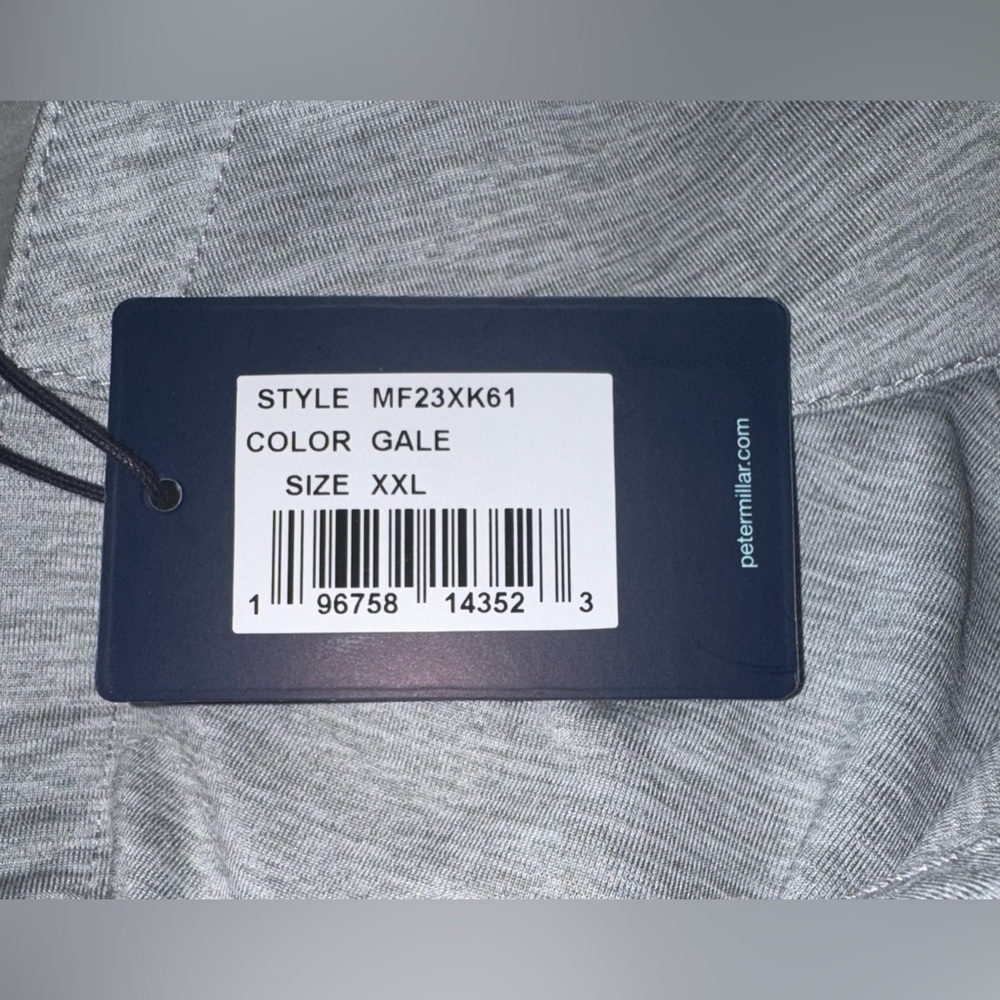 STYLE MF23XK61
COLOR GALE
SIZE XXL
1 96758 14352 3
petermillar.com